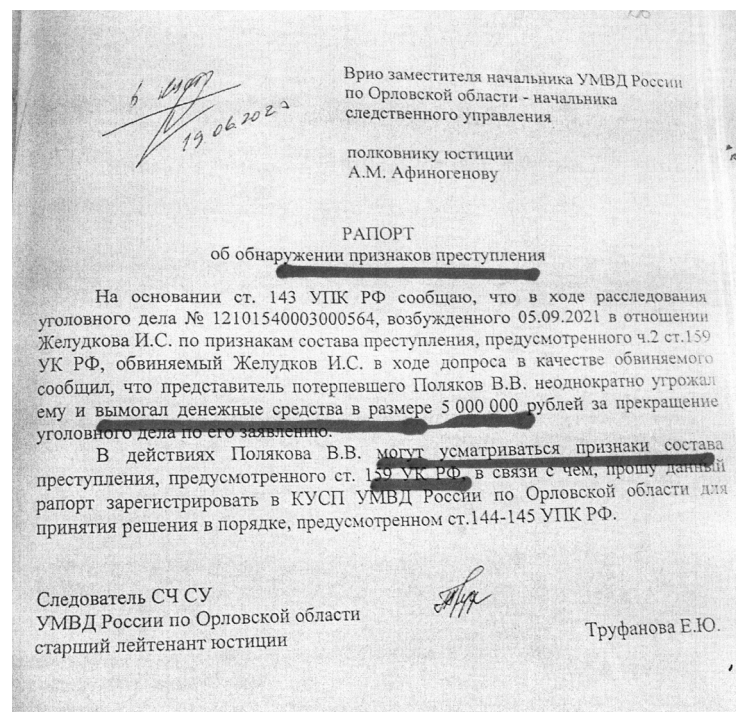 в КУСП
19.06.2023
Врио заместителя начальника УМВД России
по Орловской области - начальника
следственного управления
полковнику юстиции
А.М. Афиногенову
РАПОРТ
об обнаружении признаков преступления
На основании ст. 143 УПК РФ сообщаю, что в ходе расследования
уголовного дела № 12101540003000564, возбужденного 05.09.2021 в отношении
Желудкова И.С. по признакам состава преступления, предусмотренного ч.2 ст.159
УК РФ, обвиняемый Желудков И.С. в ходе допроса в качестве обвиняемого
сообщил, что представитель потерпевшего Поляков В.В. неоднократно угрожал
ему и вымогал денежные средства в размере 5 000 000 рублей за прекращение
уголовного дела по его заявлению.
В действиях Полякова В.В. могут усматриваться признаки состава
преступления, предусмотренного ст. 159 УК РФ, в связи с чем, прошу данный
рапорт зарегистрировать в КУСП УМВД России по Орловской области для
принятия решения в порядке, предусмотренном ст.144-145 УПК РФ.
Следователь СЧ СУ
УМВД России по Орловской области
старший лейтенант юстиции
Труфанова Е.Ю.